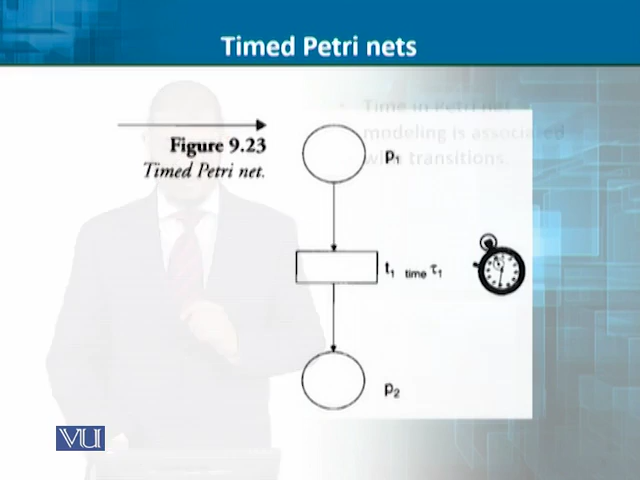 Timed Petri nets
• Time in Petri net
modeling is associated
with transitions.
Figure 9.23
Timed Petri net.
p₁
t₁ time τ₁
p₂
VU